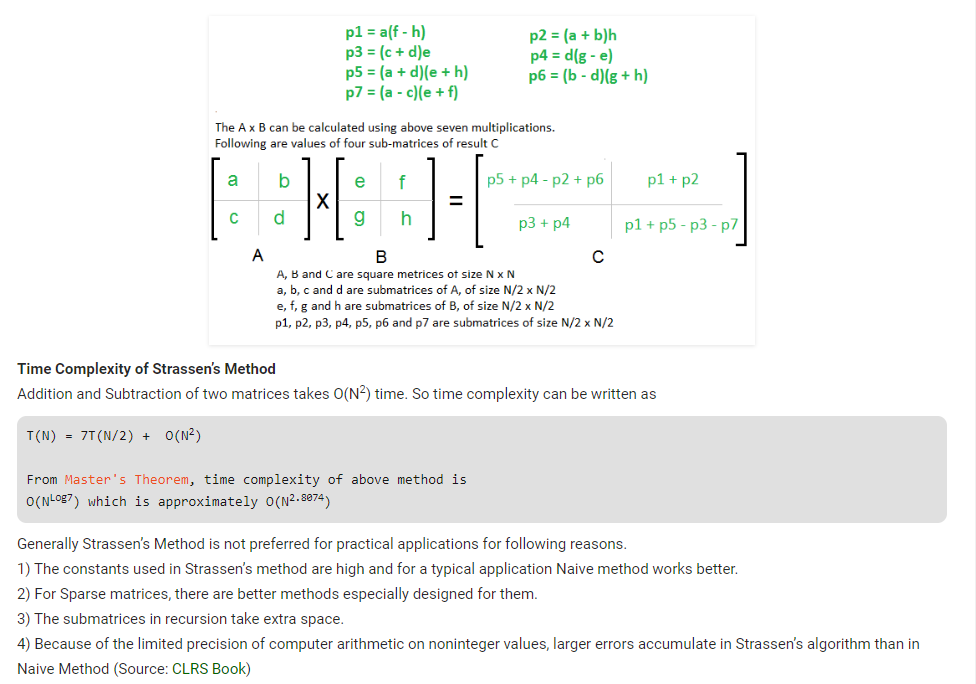 p1 = a(f - h) p2 = (a + b)h
p3 = (c + d)e p4 = d(g - e)
p5 = (a + d)(e + h) p6 = (b - d)(g + h)
p7 = (a - c)(e + f)
The A x B can be calculated using above seven multiplications.
Following are values of four sub-matrices of result C
a b e f p5 + p4 - p2 + p6 p1 + p2
X =
c d g h p3 + p4 p1 + p5 - p3 - p7
A B C
A, B and C are square metrices of size N x N
a, b, c and d are submatrices of A, of size N/2 x N/2
e, f, g and h are submatrices of B, of size N/2 x N/2
p1, p2, p3, p4, p5, p6 and p7 are submatrices of size N/2 x N/2
Time Complexity of Strassen's Method
Addition and Subtraction of two matrices takes O(N²) time. So time complexity can be written as
T(N) = 7T(N/2) + O(N²)
From Master's Theorem, time complexity of above method is
O(N^Log7) which is approximately O(N^2.8074)
Generally Strassen's Method is not preferred for practical applications for following reasons.
1) The constants used in Strassen's method are high and for a typical application Naive method works better.
2) For Sparse matrices, there are better methods especially designed for them.
3) The submatrices in recursion take extra space.
4) Because of the limited precision of computer arithmetic on noninteger values, larger errors accumulate in Strassen's algorithm than in
Naive Method (Source: CLRS Book)